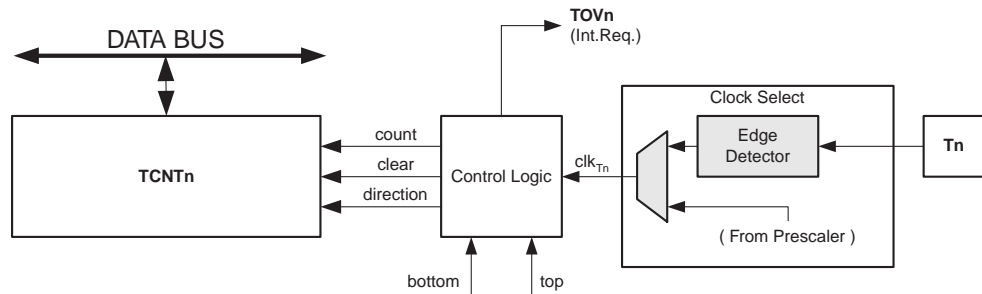 TOVn
(Int.Req.)
DATA BUS
Clock Select
count
Edge
Detector
Tn
TCNTn
clear
Control Logic
clkTn
direction
( From Prescaler )
bottom
top